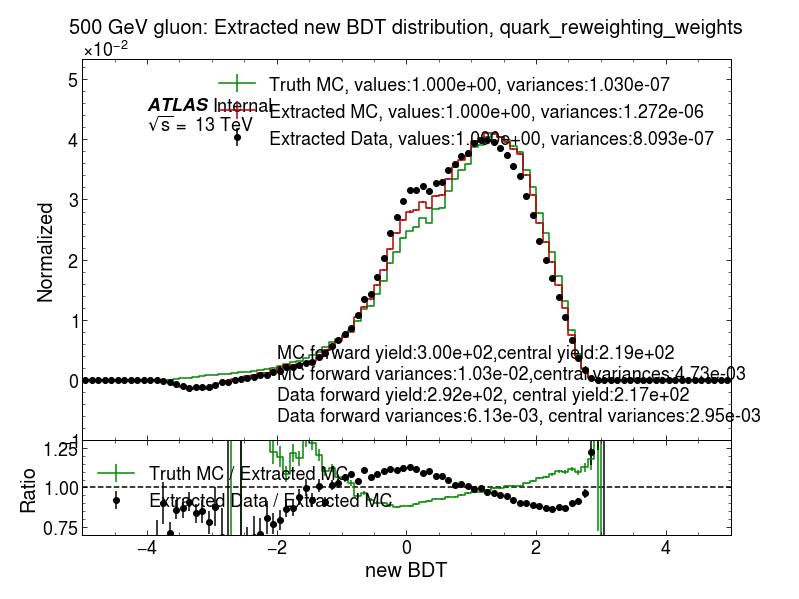 500 GeV gluon: Extracted new BDT distribution, quark_reweighting_weights
×10⁻²
Truth MC, values:1.000e+00, variances:1.030e-07
ATLAS Internal
Extracted MC, values:1.000e+00, variances:1.272e-06
√s = 13 TeV
Extracted Data, values:1.000e+00, variances:8.093e-07
5
4
3
2
1
0
Normalized
MC forward yield:3.00e+02,central yield:2.19e+02
MC forward variances:1.03e-02,central variances:4.73e-03
Data forward yield:2.92e+02, central yield:2.17e+02
Data forward variances:6.13e-03, central variances:2.95e-03
1.25
1.00
0.75
Ratio
Truth MC / Extracted MC
Extracted Data / Extracted MC
−4 −2 0 2 4
new BDT